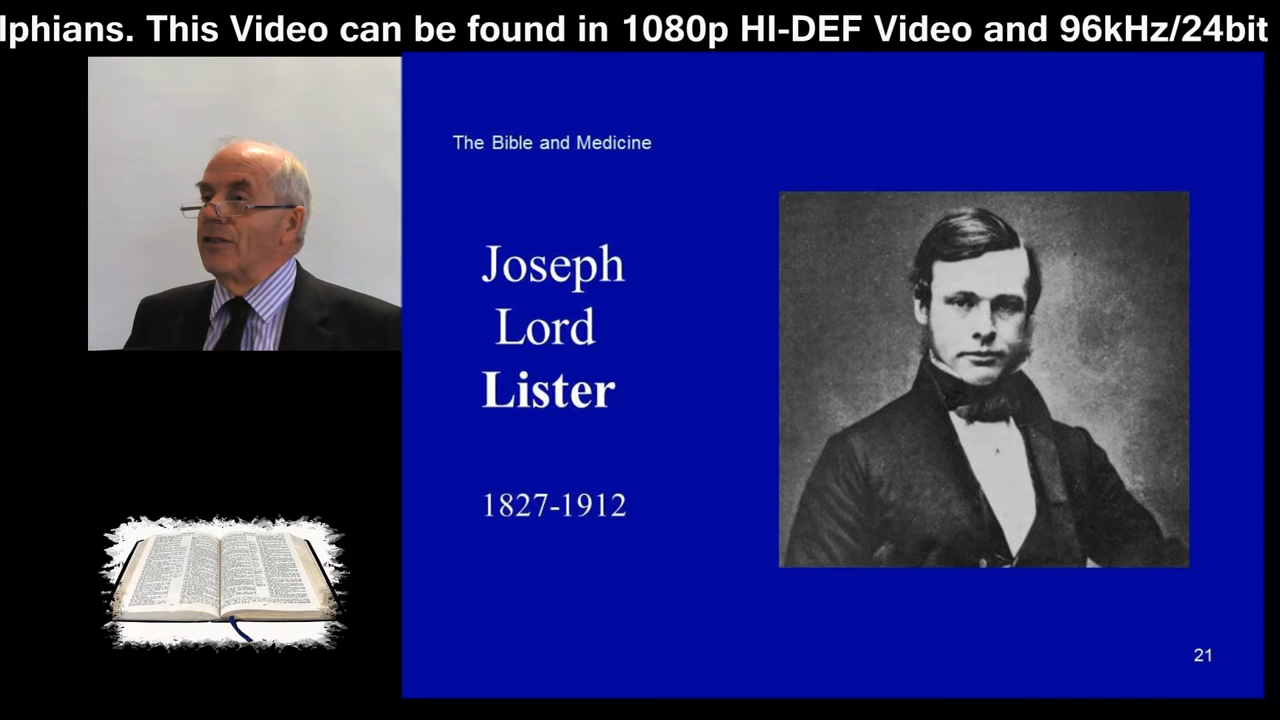 lphians. This Video can be found in 1080p HI-DEF Video and 96kHz/24bit
The Bible and Medicine
Joseph
Lord
Lister
1827-1912
21